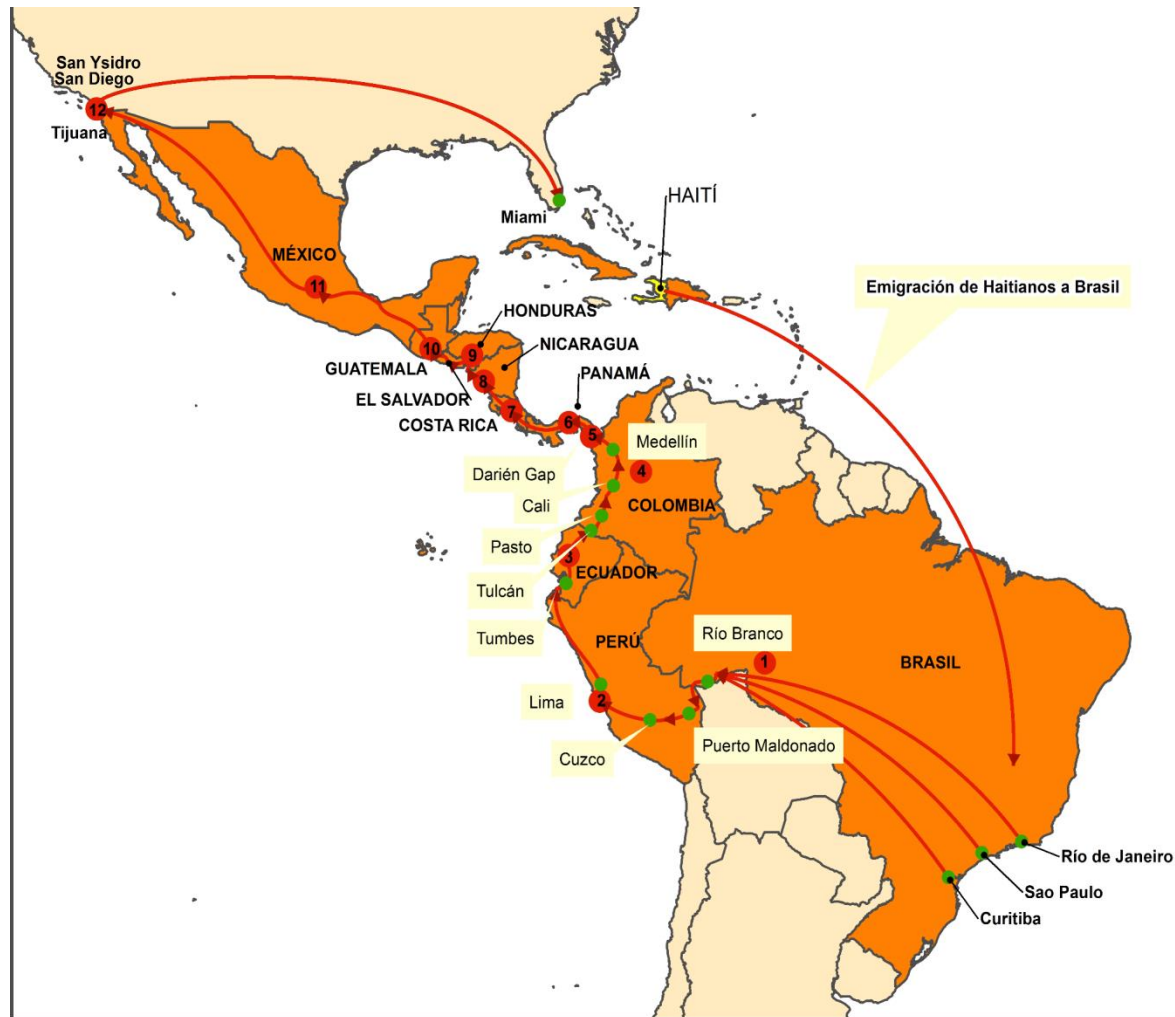 San Ysidro
San Diego
12
Tijuana
Miami
HAITÍ
MÉXICO
11
Emigración de Haitianos a Brasil
HONDURAS
10
9
NICARAGUA
GUATEMALA
8
PANAMÁ
EL SALVADOR
7
6
COSTA RICA
5
Medellín
Darién Gap
4
Cali
COLOMBIA
Pasto
3
ECUADOR
Tulcán
Tumbes
PERÚ
Río Branco
1
BRASIL
Lima
2
Cuzco
Puerto Maldonado
Río de Janeiro
Sao Paulo
Curitiba